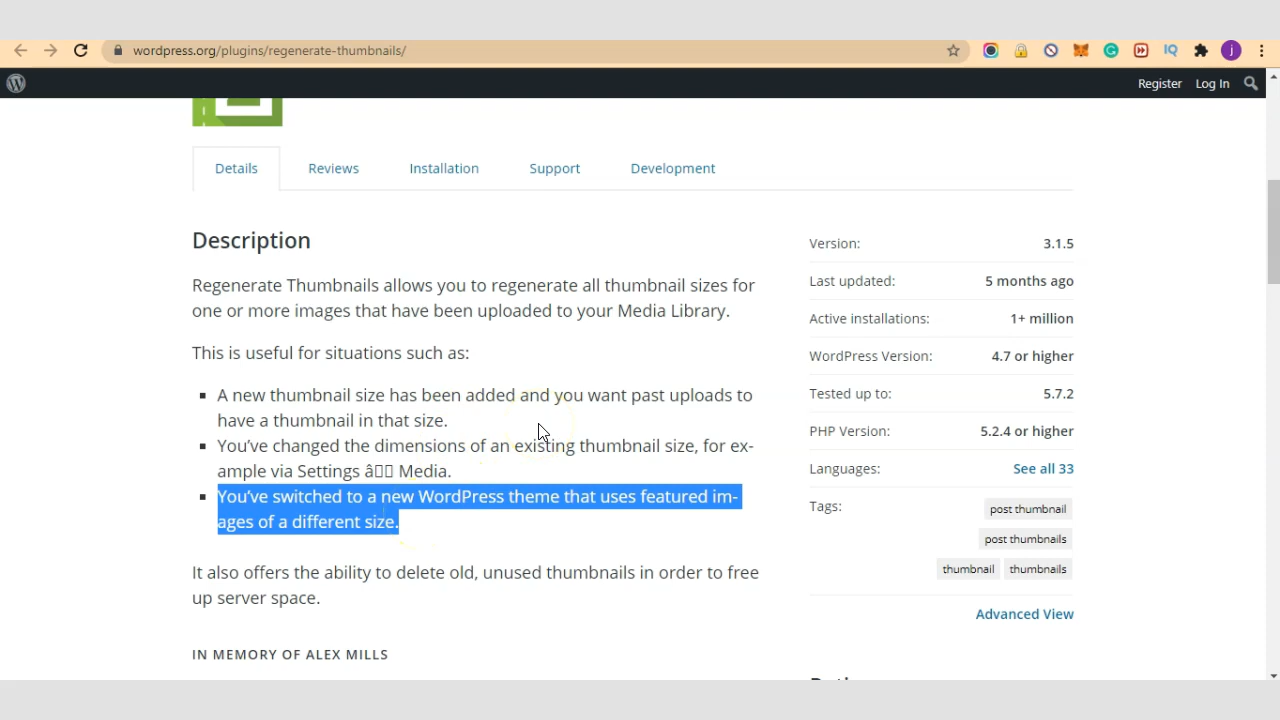 wordpress.org/plugins/regenerate-thumbnails/
IQ
j
Register Log In
Details Reviews Installation Support Development
Description
Regenerate Thumbnails allows you to regenerate all thumbnail sizes for
one or more images that have been uploaded to your Media Library.
This is useful for situations such as:
▪ A new thumbnail size has been added and you want past uploads to
have a thumbnail in that size.
▪ You’ve changed the dimensions of an existing thumbnail size, for ex-
ample via Settings â Media.
▪ You’ve switched to a new WordPress theme that uses featured im-
ages of a different size.
It also offers the ability to delete old, unused thumbnails in order to free
up server space.
IN MEMORY OF ALEX MILLS
Version: 3.1.5
Last updated: 5 months ago
Active installations: 1+ million
WordPress Version: 4.7 or higher
Tested up to: 5.7.2
PHP Version: 5.2.4 or higher
Languages: See all 33
Tags: post thumbnail
post thumbnails
thumbnail thumbnails
Advanced View